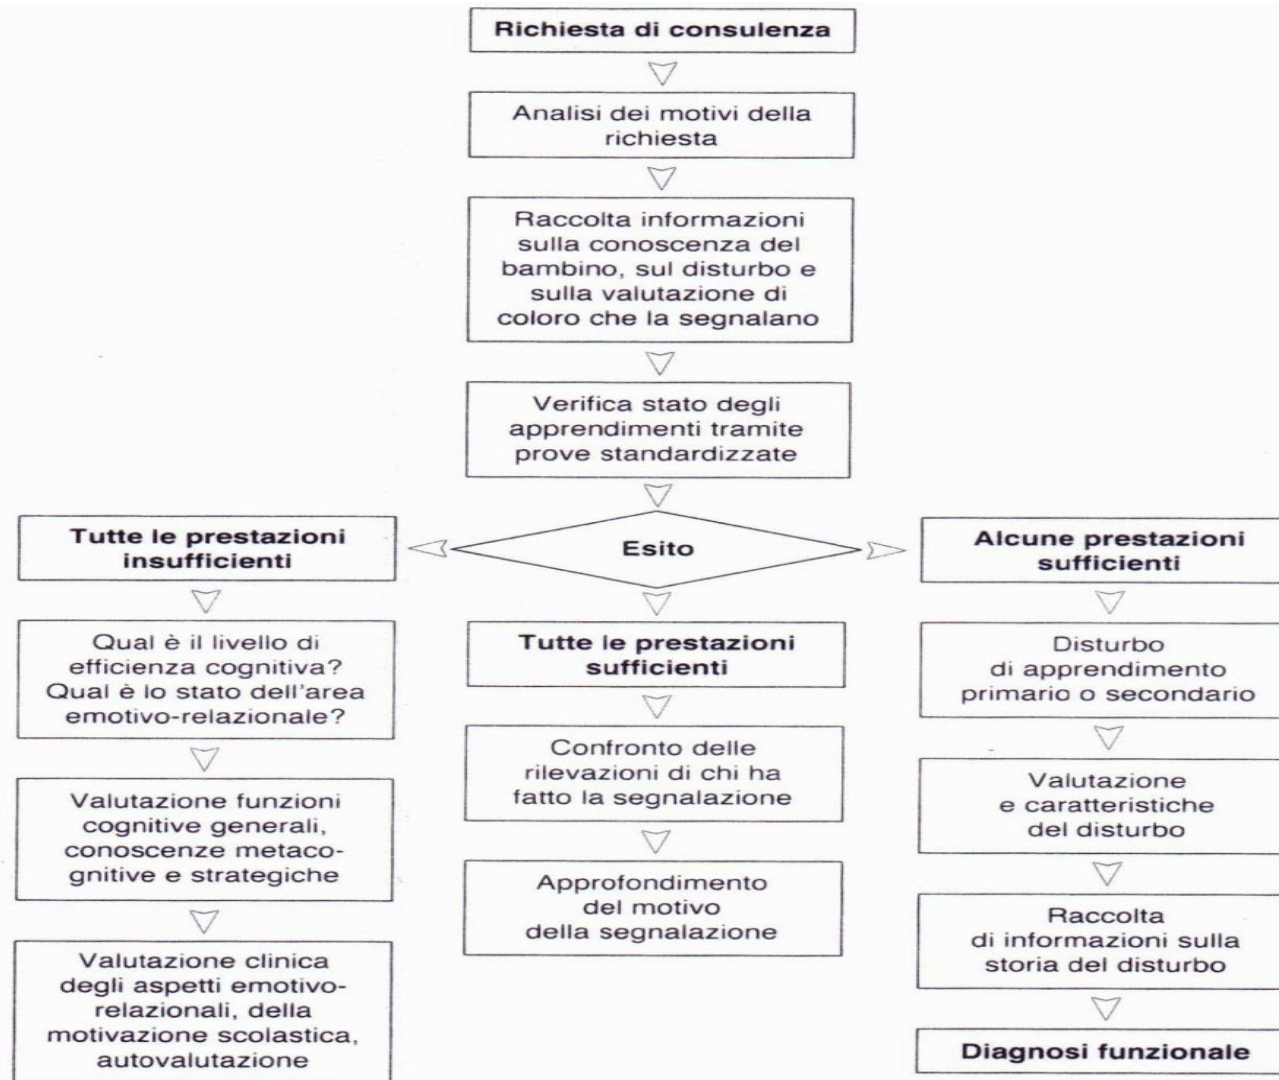 Richiesta di consulenza
Analisi dei motivi della
richiesta
Raccolta informazioni
sulla conoscenza del
bambino, sul disturbo e
sulla valutazione di
coloro che la segnalano
Verifica stato degli
apprendimenti tramite
prove standardizzate
Esito
Tutte le prestazioni
insufficienti
Qual è il livello di
efficienza cognitiva?
Qual è lo stato dell'area
emotivo-relazionale?
Valutazione funzioni
cognitive generali,
conoscenze metaco-
gnitive e strategiche
Valutazione clinica
degli aspetti emotivo-
relazionali, della
motivazione scolastica,
autovalutazione
Tutte le prestazioni
sufficienti
Confronto delle
rilevazioni di chi ha
fatto la segnalazione
Approfondimento
del motivo
della segnalazione
Alcune prestazioni
sufficienti
Disturbo
di apprendimento
primario o secondario
Valutazione
e caratteristiche
del disturbo
Raccolta
di informazioni sulla
storia del disturbo
Diagnosi funzionale